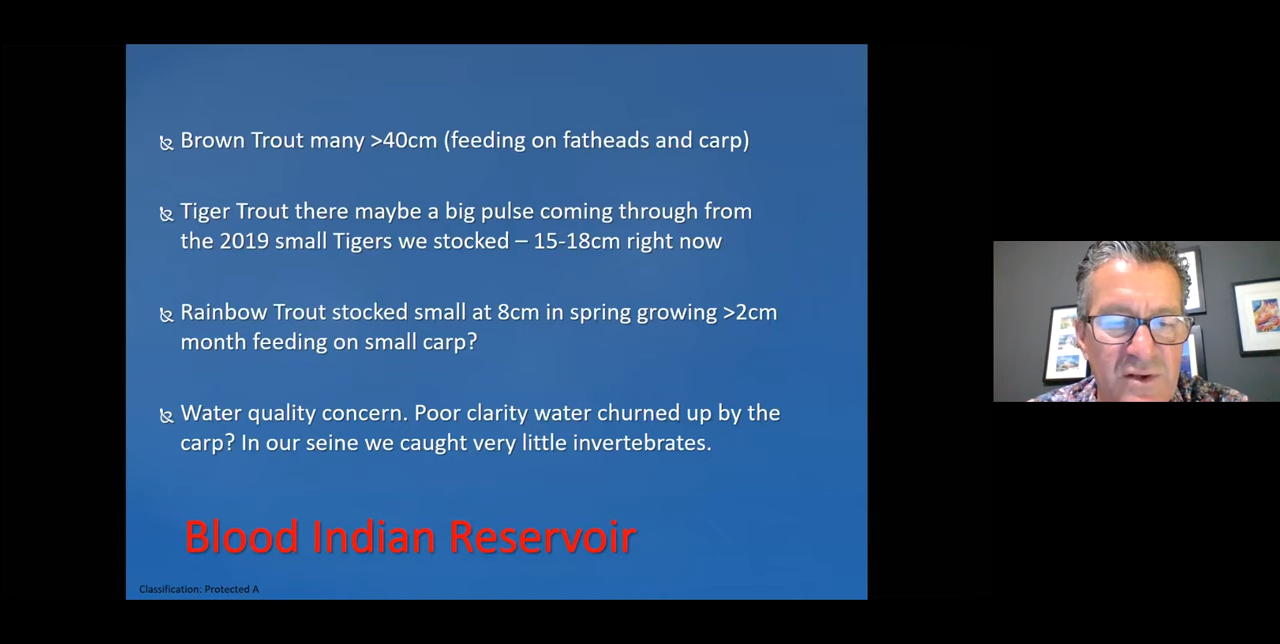 Brown Trout many >40cm (feeding on fatheads and carp)
Tiger Trout there maybe a big pulse coming through from
the 2019 small Tigers we stocked – 15-18cm right now
Rainbow Trout stocked small at 8cm in spring growing >2cm
month feeding on small carp?
Water quality concern. Poor clarity water churned up by the
carp? In our seine we caught very little invertebrates.
Blood Indian Reservoir
Classification: Protected A